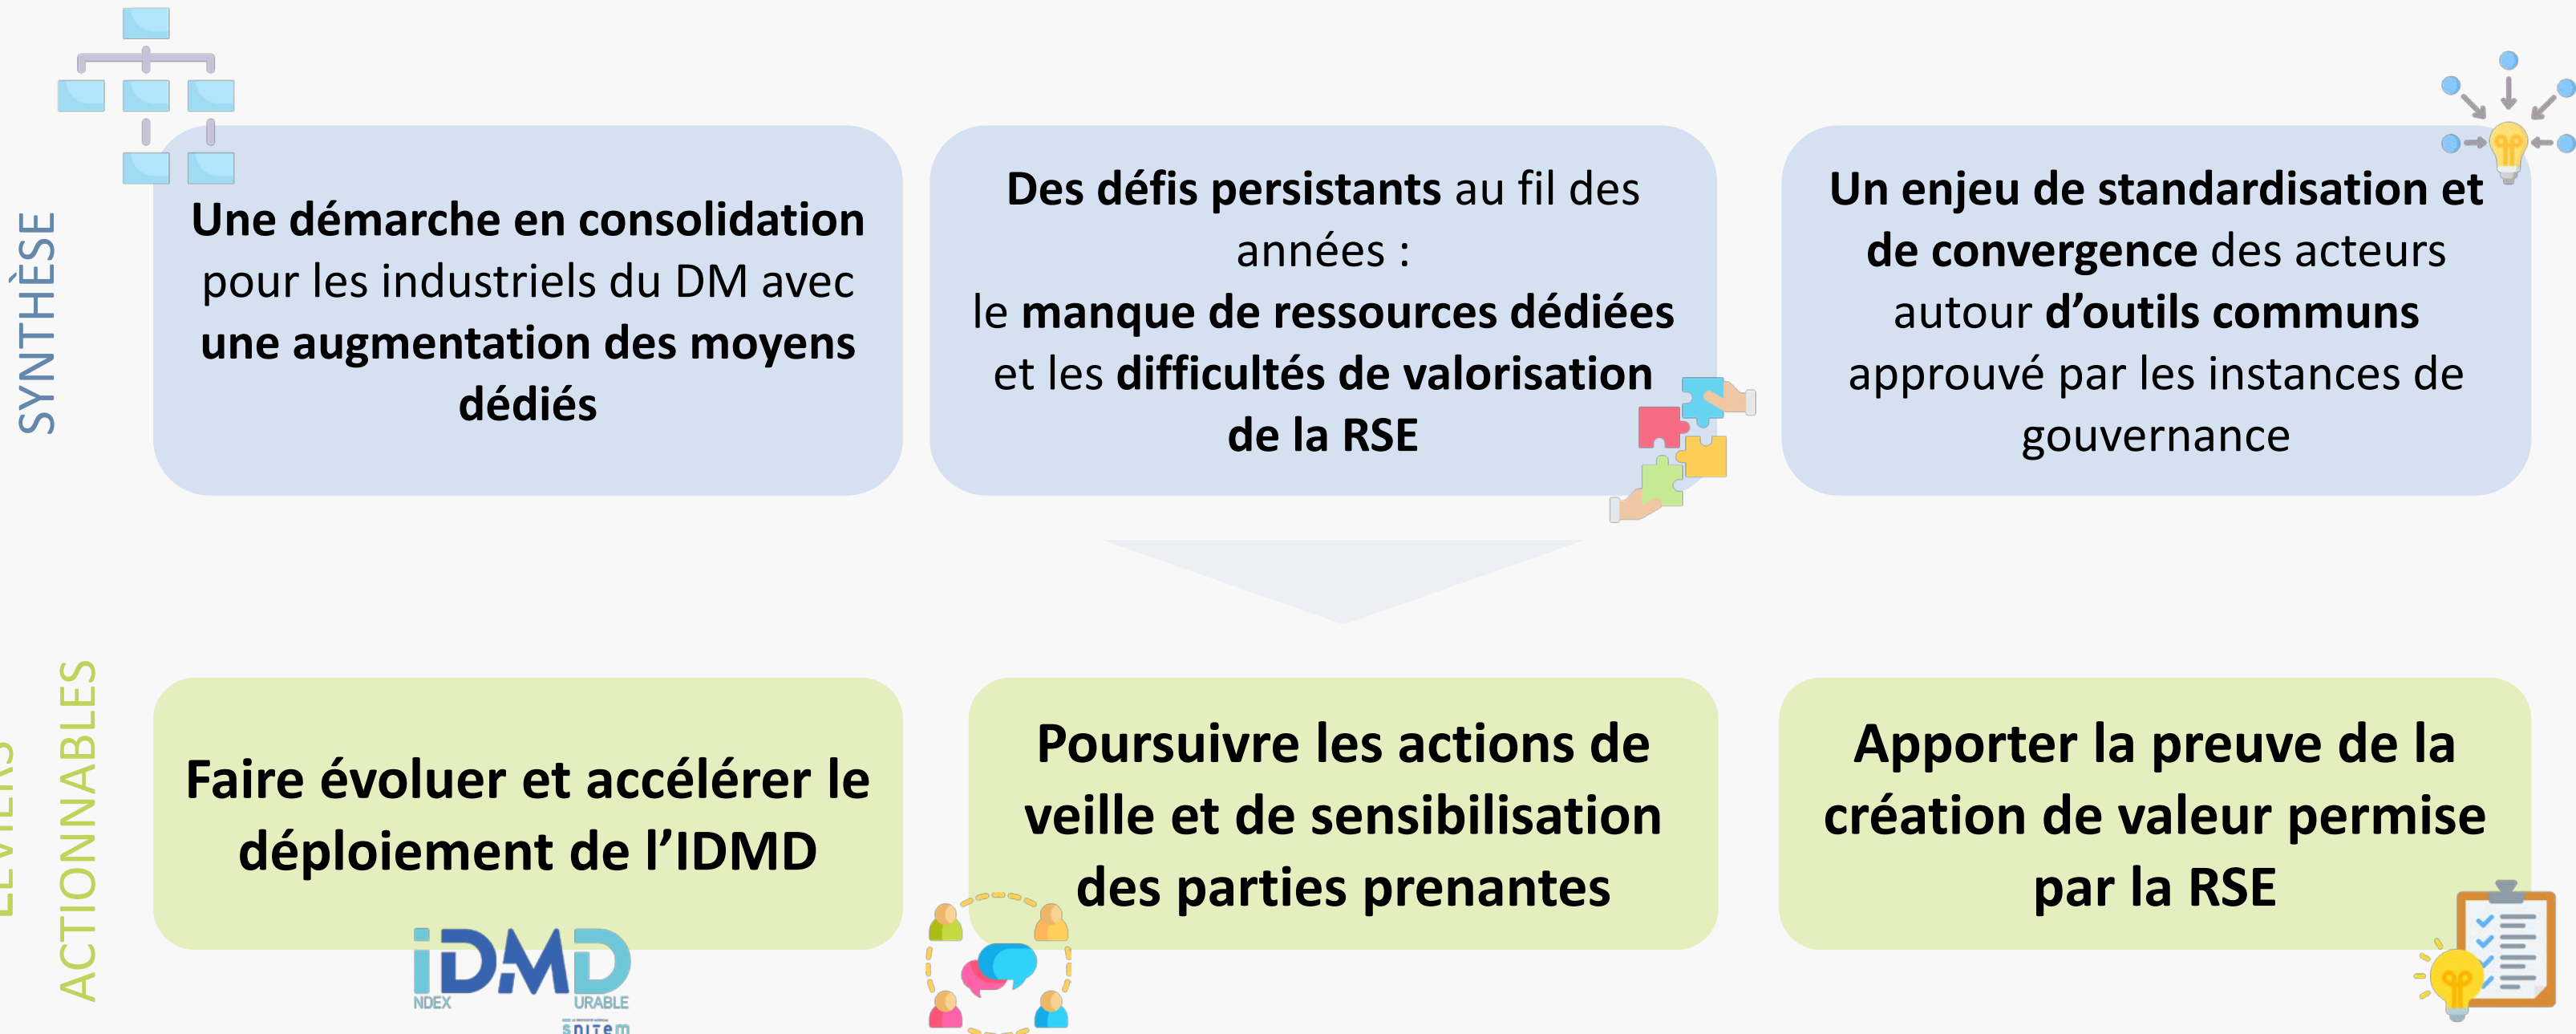 SYNTHÈSE
Une démarche en consolidation
pour les industriels du DM avec
une augmentation des moyens
dédiés
Des défis persistants au fil des
années :
le manque de ressources dédiées
et les difficultés de valorisation
de la RSE
Un enjeu de standardisation et
de convergence des acteurs
autour d’outils communs
approuvé par les instances de
gouvernance
ACTIONNABLES
Faire évoluer et accélérer le
déploiement de l’IDMD
iDMD
NDEX URABLE
snitem
Poursuivre les actions de
veille et de sensibilisation
des parties prenantes
Apporter la preuve de la
création de valeur permise
par la RSE